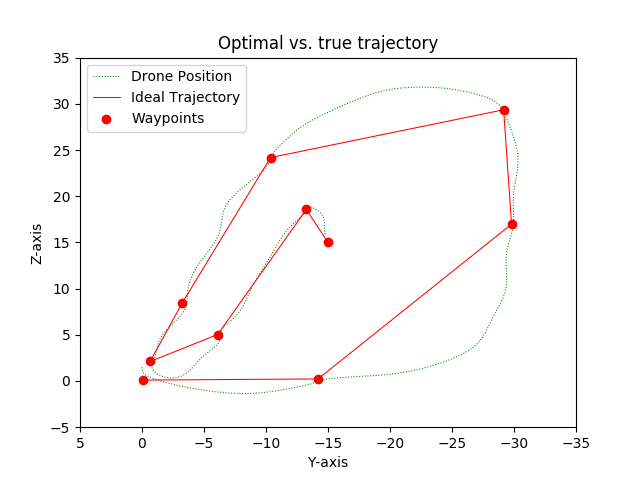 Optimal vs. true trajectory
Drone Position
Ideal Trajectory
Waypoints
35
30
25
20
15
10
5
0
−5
Z-axis
5 0 −5 −10 −15 −20 −25 −30 −35
Y-axis